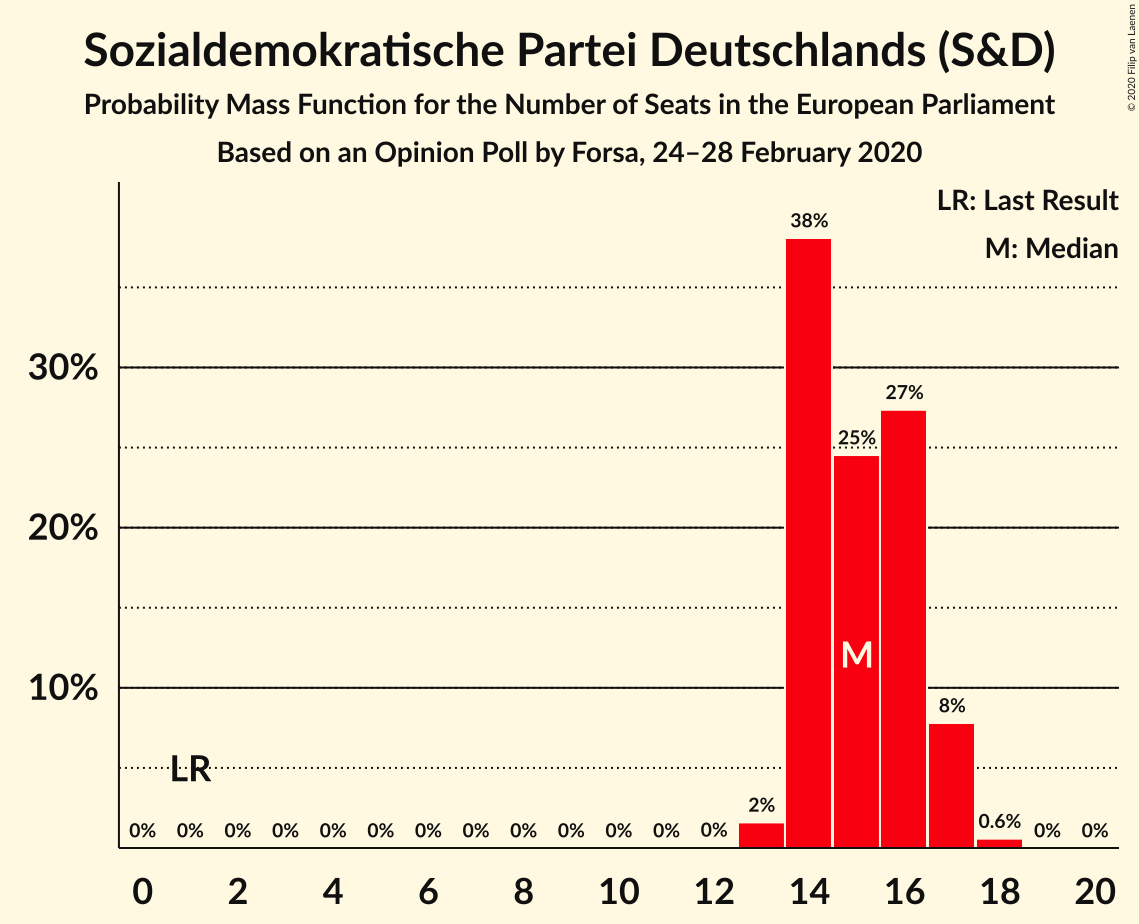 Sozialdemokratische Partei Deutschlands (S&D)
Probability Mass Function for the Number of Seats in the European Parliament
Based on an Opinion Poll by Forsa, 24–28 February 2020
© 2020 Filip van Laenen
LR: Last Result
M: Median
38%
30%
27%
25%
20%
M
10%
8%
LR
2%
0.6%
0% 0% 0% 0% 0% 0% 0% 0% 0% 0% 0% 0% 0% 0% 0%
0 2 4 6 8 10 12 14 16 18 20